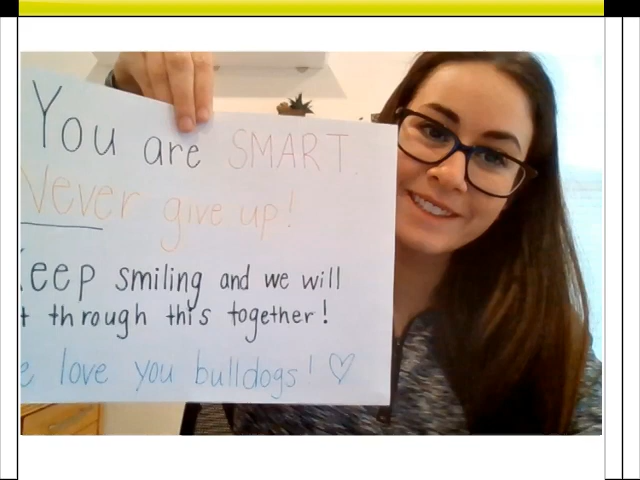 You are SMART.
Never give up!
keep smiling and we will
t through this together!
e love you bulldogs! ♡